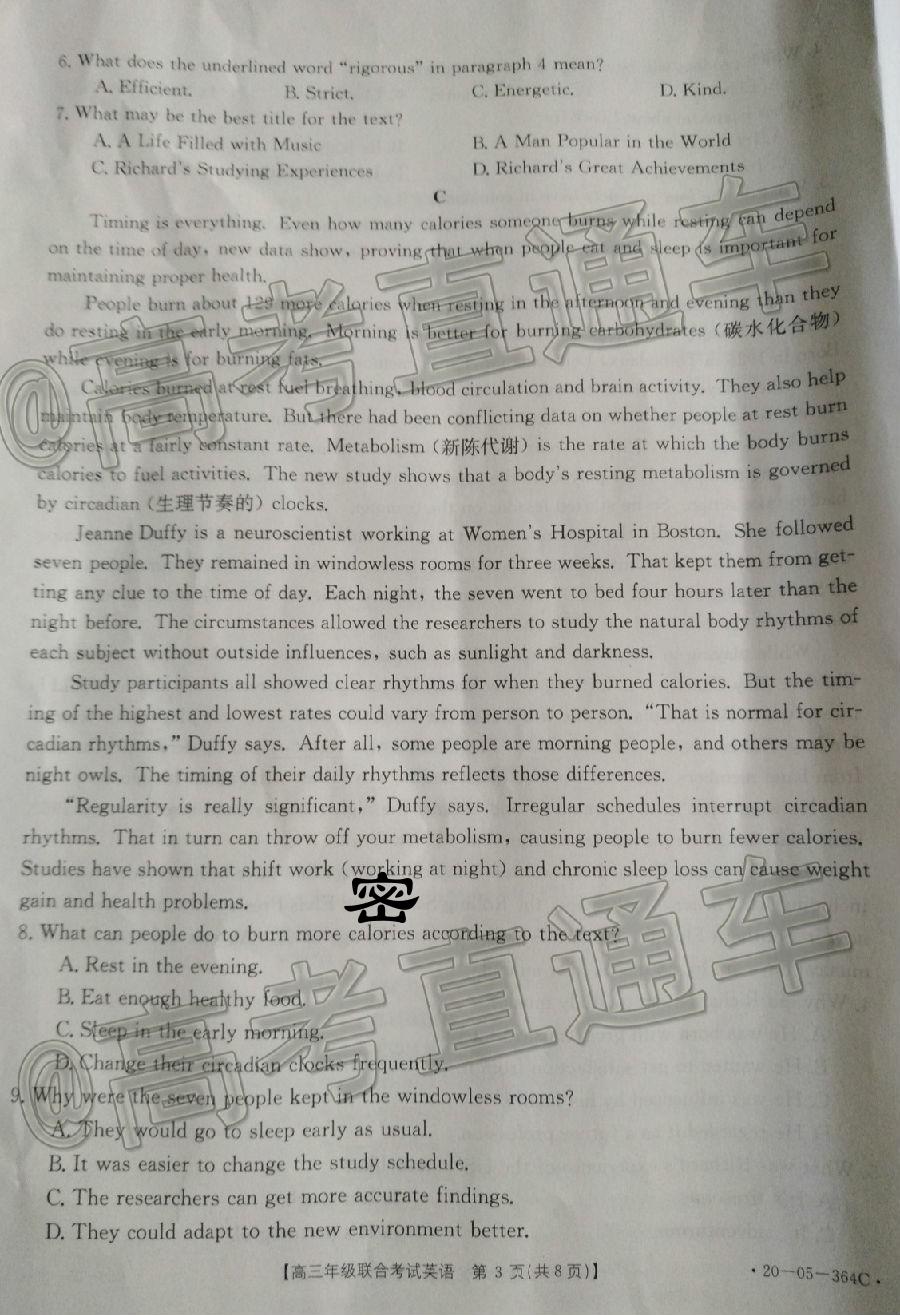 6. What does the underlined word “rigorous” in paragraph 4 mean?
A. Efficient. B. Strict. C. Energetic. D. Kind.
7. What may be the best title for the text?
A. A Life Filled with Music B. A Man Popular in the World
C. Richard's Studying Experiences D. Richard's Great Achievements
C
Timing is everything. Even how many calories someone burns while resting can depend
on the time of day, new data show, proving that when people eat and sleep is important for
maintaining proper health.
People burn about 129 more calories when resting in the afternoon and evening than they
do resting in the early morning. Morning is better for burning carbohydrates (碳水化合物)
while evening is for burning fats.
Calories burned at rest fuel breathing, blood circulation and brain activity. They also help
maintain body temperature. But there had been conflicting data on whether people at rest burn
calories at a fairly constant rate. Metabolism (新陈代谢) is the rate at which the body burns
calories to fuel activities. The new study shows that a body's resting metabolism is governed
by circadian (生理节奏的) clocks.
Jeanne Duffy is a neuroscientist working at Women's Hospital in Boston. She followed
seven people. They remained in windowless rooms for three weeks. That kept them from get-
ting any clue to the time of day. Each night, the seven went to bed four hours later than the
night before. The circumstances allowed the researchers to study the natural body rhythms of
each subject without outside influences, such as sunlight and darkness.
Study participants all showed clear rhythms for when they burned calories. But the tim-
ing of the highest and lowest rates could vary from person to person. “That is normal for cir-
cadian rhythms,” Duffy says. After all, some people are morning people, and others may be
night owls. The timing of their daily rhythms reflects those differences.
“Regularity is really significant,” Duffy says. Irregular schedules interrupt circadian
rhythms. That in turn can throw off your metabolism, causing people to burn fewer calories.
Studies have shown that shift work (working at night) and chronic sleep loss can cause weight
gain and health problems.
密
8. What can people do to burn more calories according to the text?
A. Rest in the evening.
B. Eat enough healthy food.
C. Sleep in the early morning.
D. Change their circadian clocks frequently.
9. Why were the seven people kept in the windowless rooms?
A. They would go to sleep early as usual.
B. It was easier to change the study schedule.
C. The researchers can get more accurate findings.
D. They could adapt to the new environment better.
【高三年级联合考试英语 第 3 页(共 8 页)】
·20-05-364C·
@高考直通车
@高考直通车